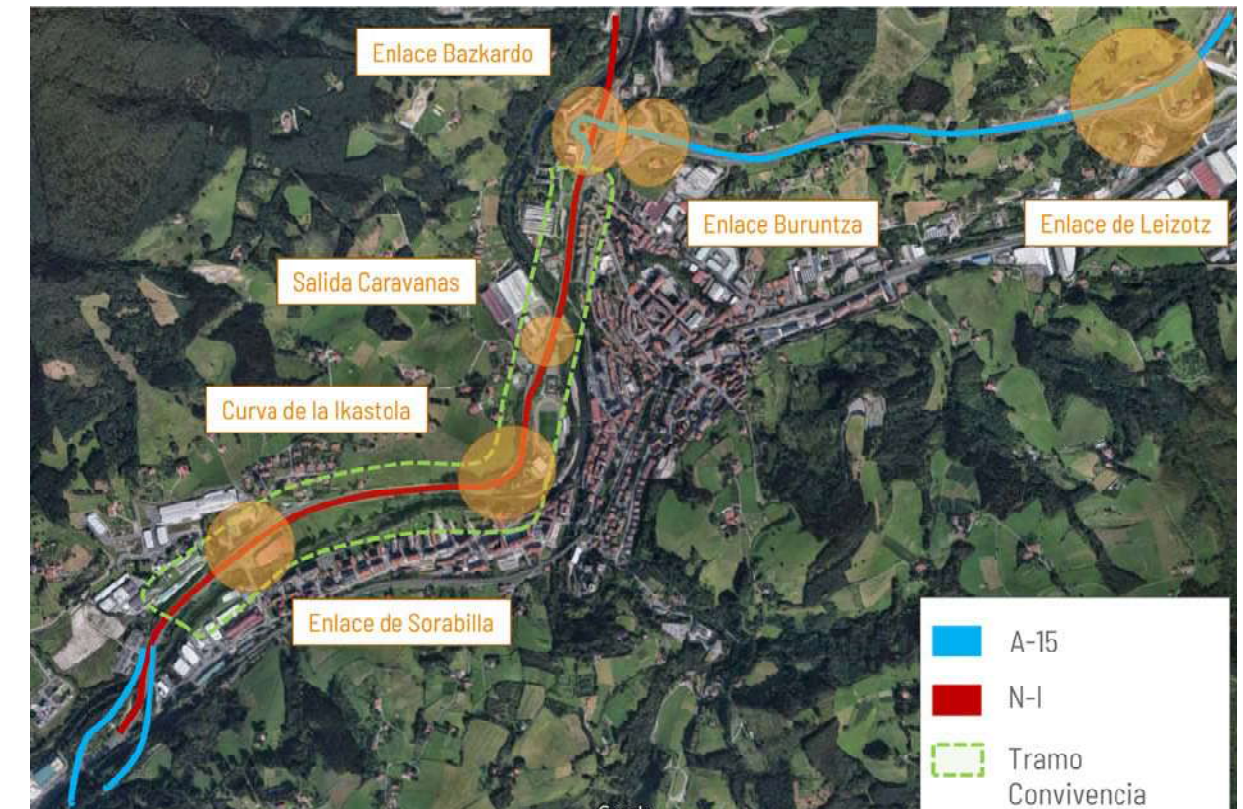 Enlace Bazkardo
Enlace Buruntza
Enlace de Leizotz
Salida Caravanas
Curva de la Ikastola
Enlace de Sorabilla
A-15
N-I
Tramo
Convivencia